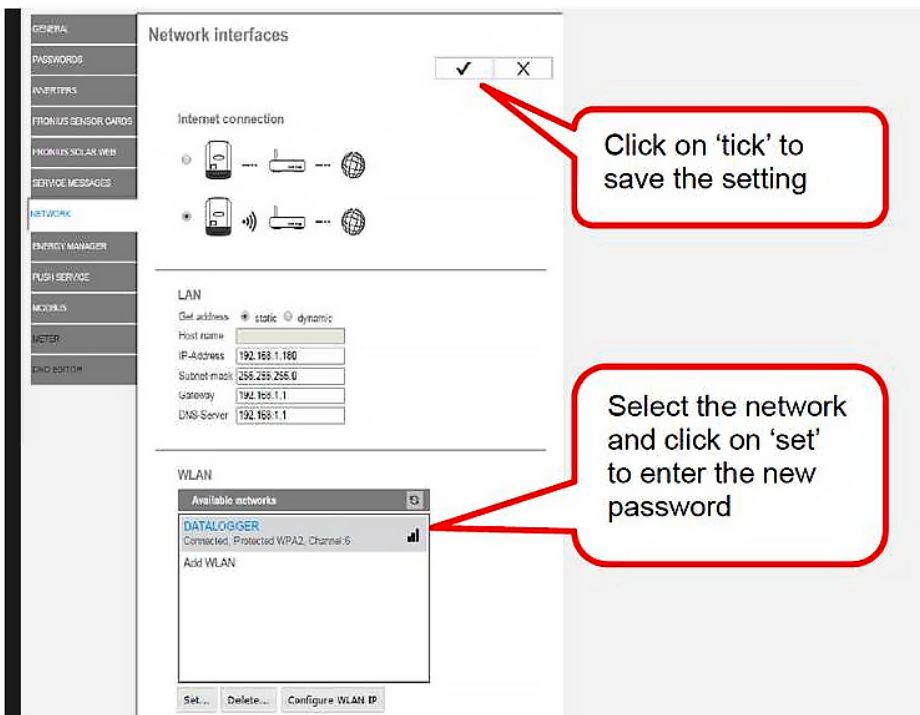 GENERAL
PASSWORDS
INVERTERS
FRONIUS SENSOR CARDS
FRONIUS SOLAR WEB
SERVICE MESSAGES
NETWORK
ENERGY MANAGER
PUSH SERVICE
MODBUS
METER
DNO EDITOR
Network interfaces
✓ X
Internet connection
LAN
Get address static dynamic
Host name
IP-Address 192.168.1.180
Subnet mask 255.255.255.0
Gateway 192.168.1.1
DNS-Server 192.168.1.1
WLAN
Available networks
DATALOGGER
Connected, Protected WPA2, Channel:6
Add WLAN
Set... Delete... Configure WLAN IP
Click on ‘tick’ to
save the setting
Select the network
and click on ‘set’
to enter the new
password